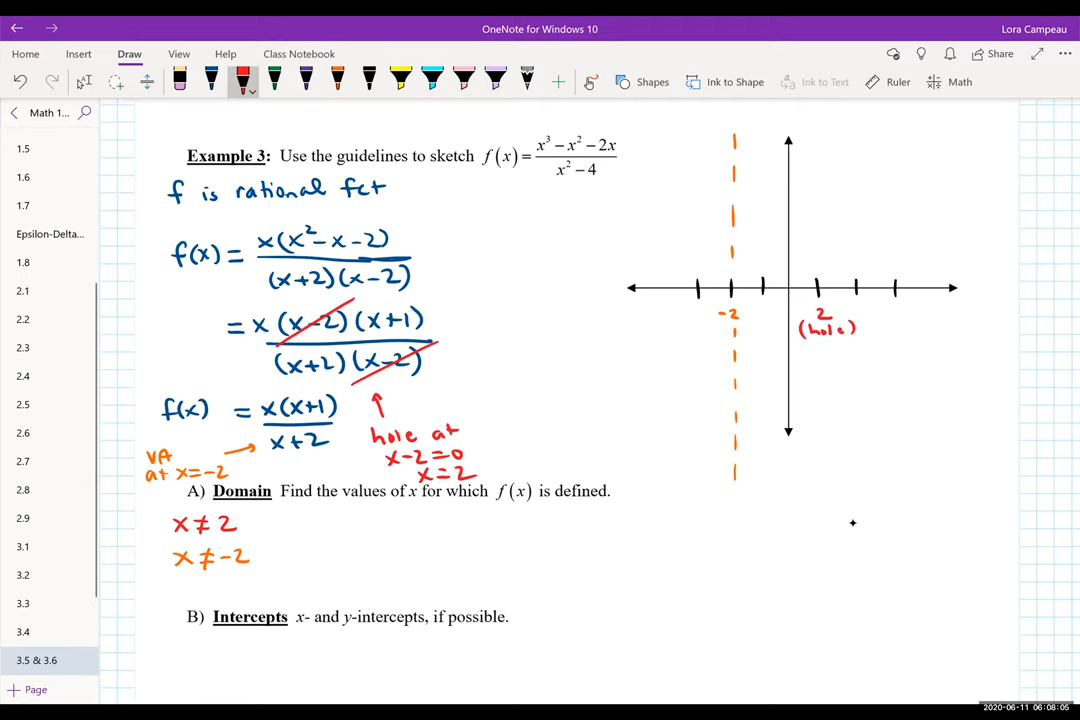 OneNote for Windows 10
Lora Campeau
Home Insert Draw View Help Class Notebook
Share
Shapes Ink to Shape Ink to Text Ruler Math
Math 1...
1.5
1.6
1.7
Epsilon-Delta...
1.8
2.1
2.2
2.3
2.4
2.5
2.6
2.7
2.8
2.9
3.1
3.2
3.3
3.4
3.5 & 3.6
Page
Example 3: Use the guidelines to sketch f(x) = (x³ − x² − 2x)/(x² − 4)
f is rational fct
f(x) = x(x² − x − 2)/((x+2)(x−2))
= x(x−2)(x+1)/((x+2)(x−2))
f(x) = x(x+1)/(x+2)
VA
at x=−2
hole at
x−2=0
x=2
A) Domain Find the values of x for which f(x) is defined.
x ≠ 2
x ≠ −2
B) Intercepts x- and y-intercepts, if possible.
-2
2
(hole)
2020-06-11 06:08:05